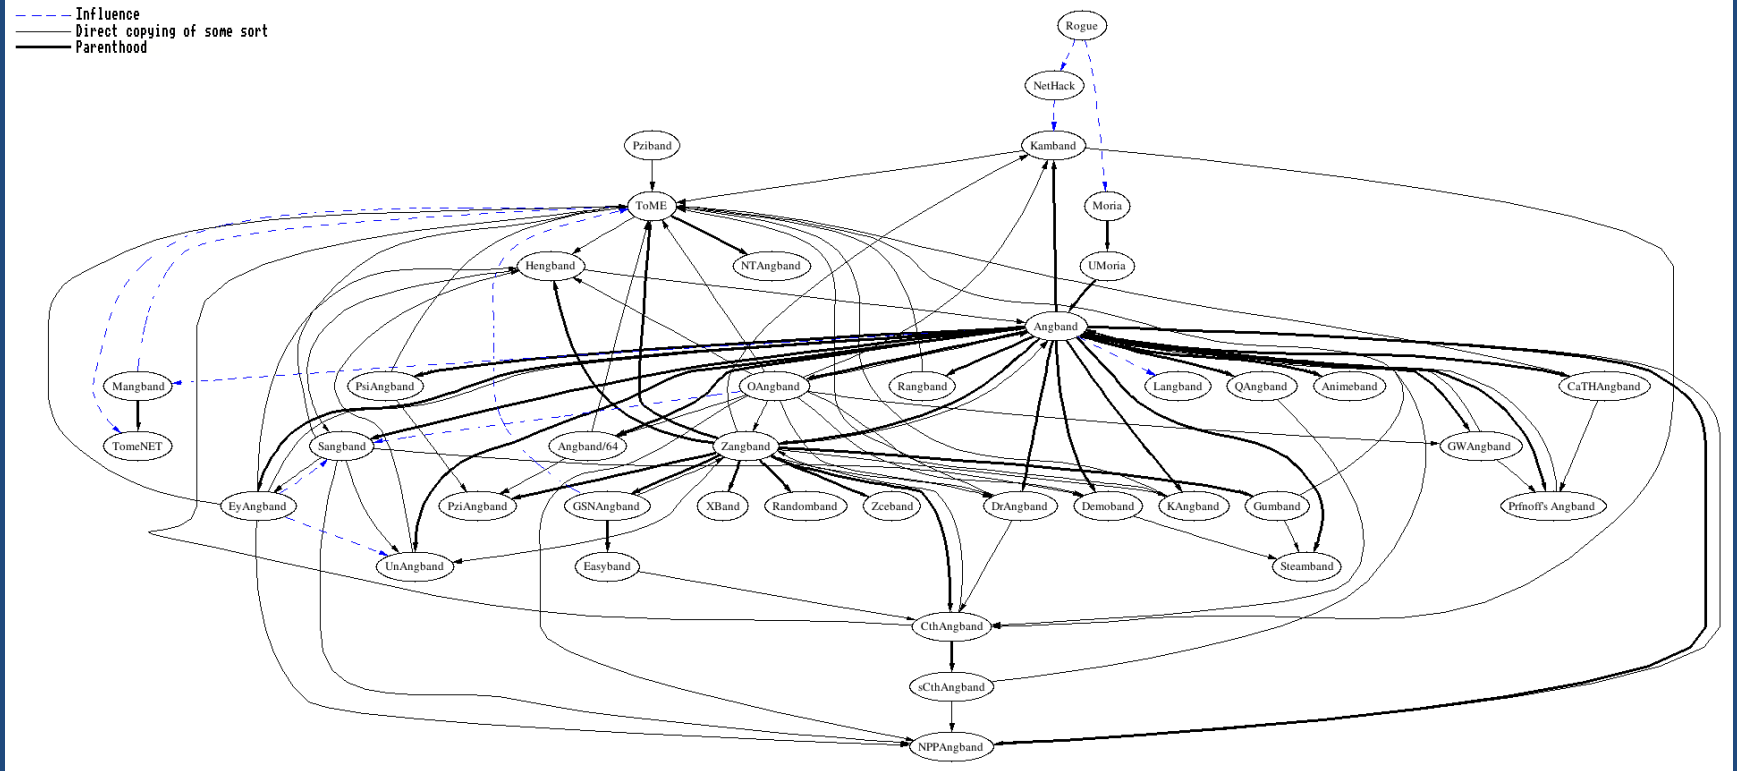 Influence
Direct copying of some sort
Parenthood
Rogue
NetHack
Pziband
Kamband
ToME
Moria
Hengband
NTAngband
UMoria
Angband
Mangband
PsiAngband
OAngband
Rangband
Langband
QAngband
Animeband
CaTHAngband
TomeNET
Sangband
Angband/64
Zangband
GWAngband
EyAngband
PziAngband
GSNAngband
XBand
Randomband
Zceband
DrAngband
Demoband
KAngband
Gumband
Prfnoff's Angband
UnAngband
Easyband
Steamband
CthAngband
sCthAngband
NPPAngband